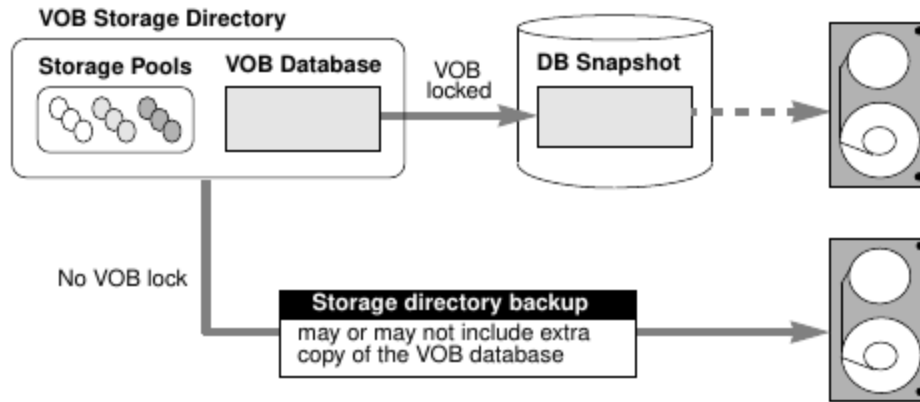 VOB Storage Directory
Storage Pools
VOB Database
VOB
locked
DB Snapshot
No VOB lock
Storage directory backup
may or may not include extra
copy of the VOB database